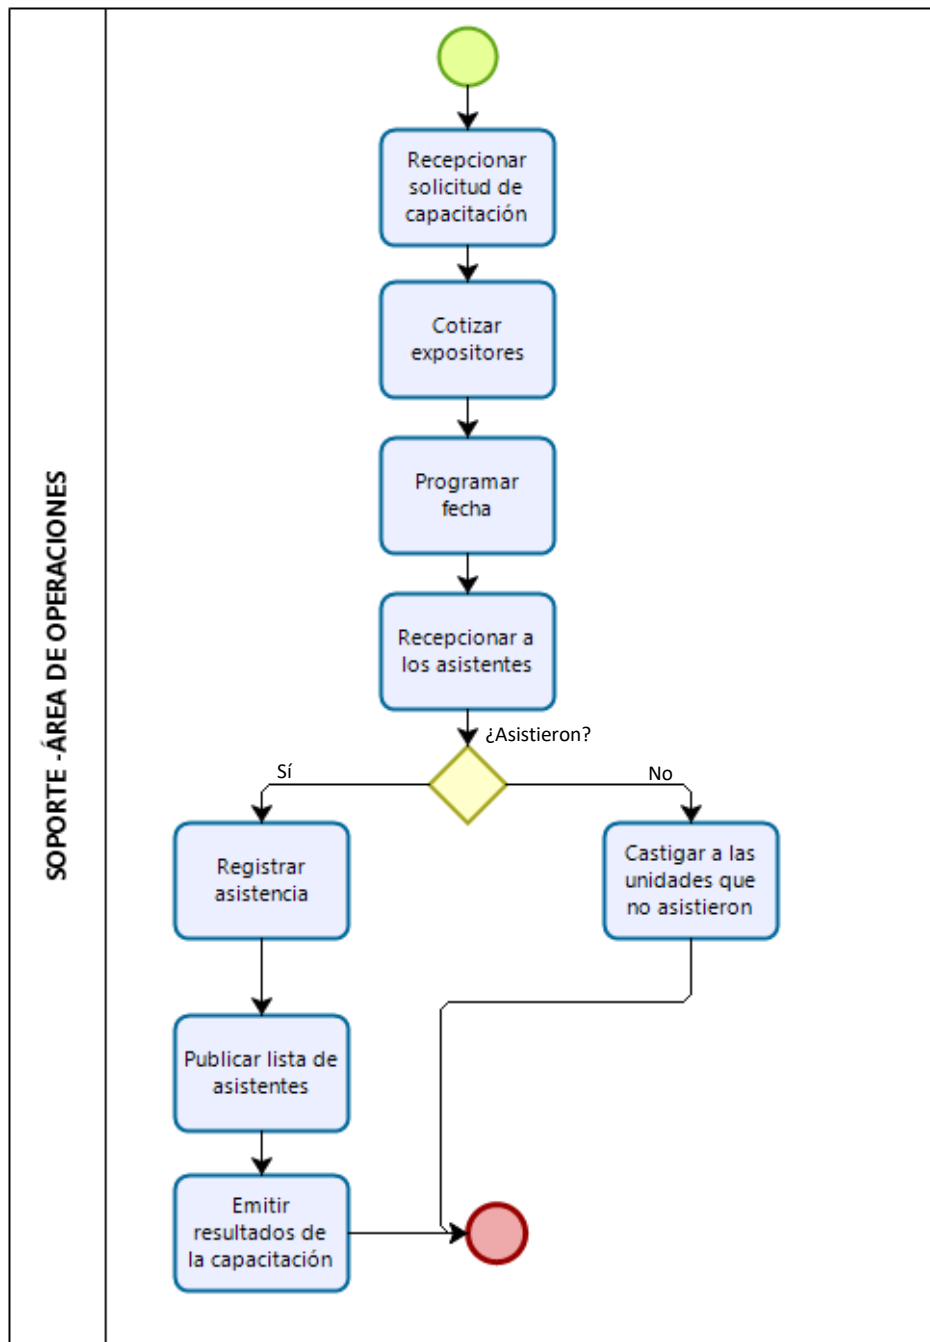 SOPORTE -ÁREA DE OPERACIONES
Recepcionar
solicitud de
capacitación
Cotizar
expositores
Programar
fecha
Recepcionar a
los asistentes
¿Asistieron?
Sí
No
Registrar
asistencia
Castigar a las
unidades que
no asistieron
Publicar lista de
asistentes
Emitir
resultados de
la capacitación